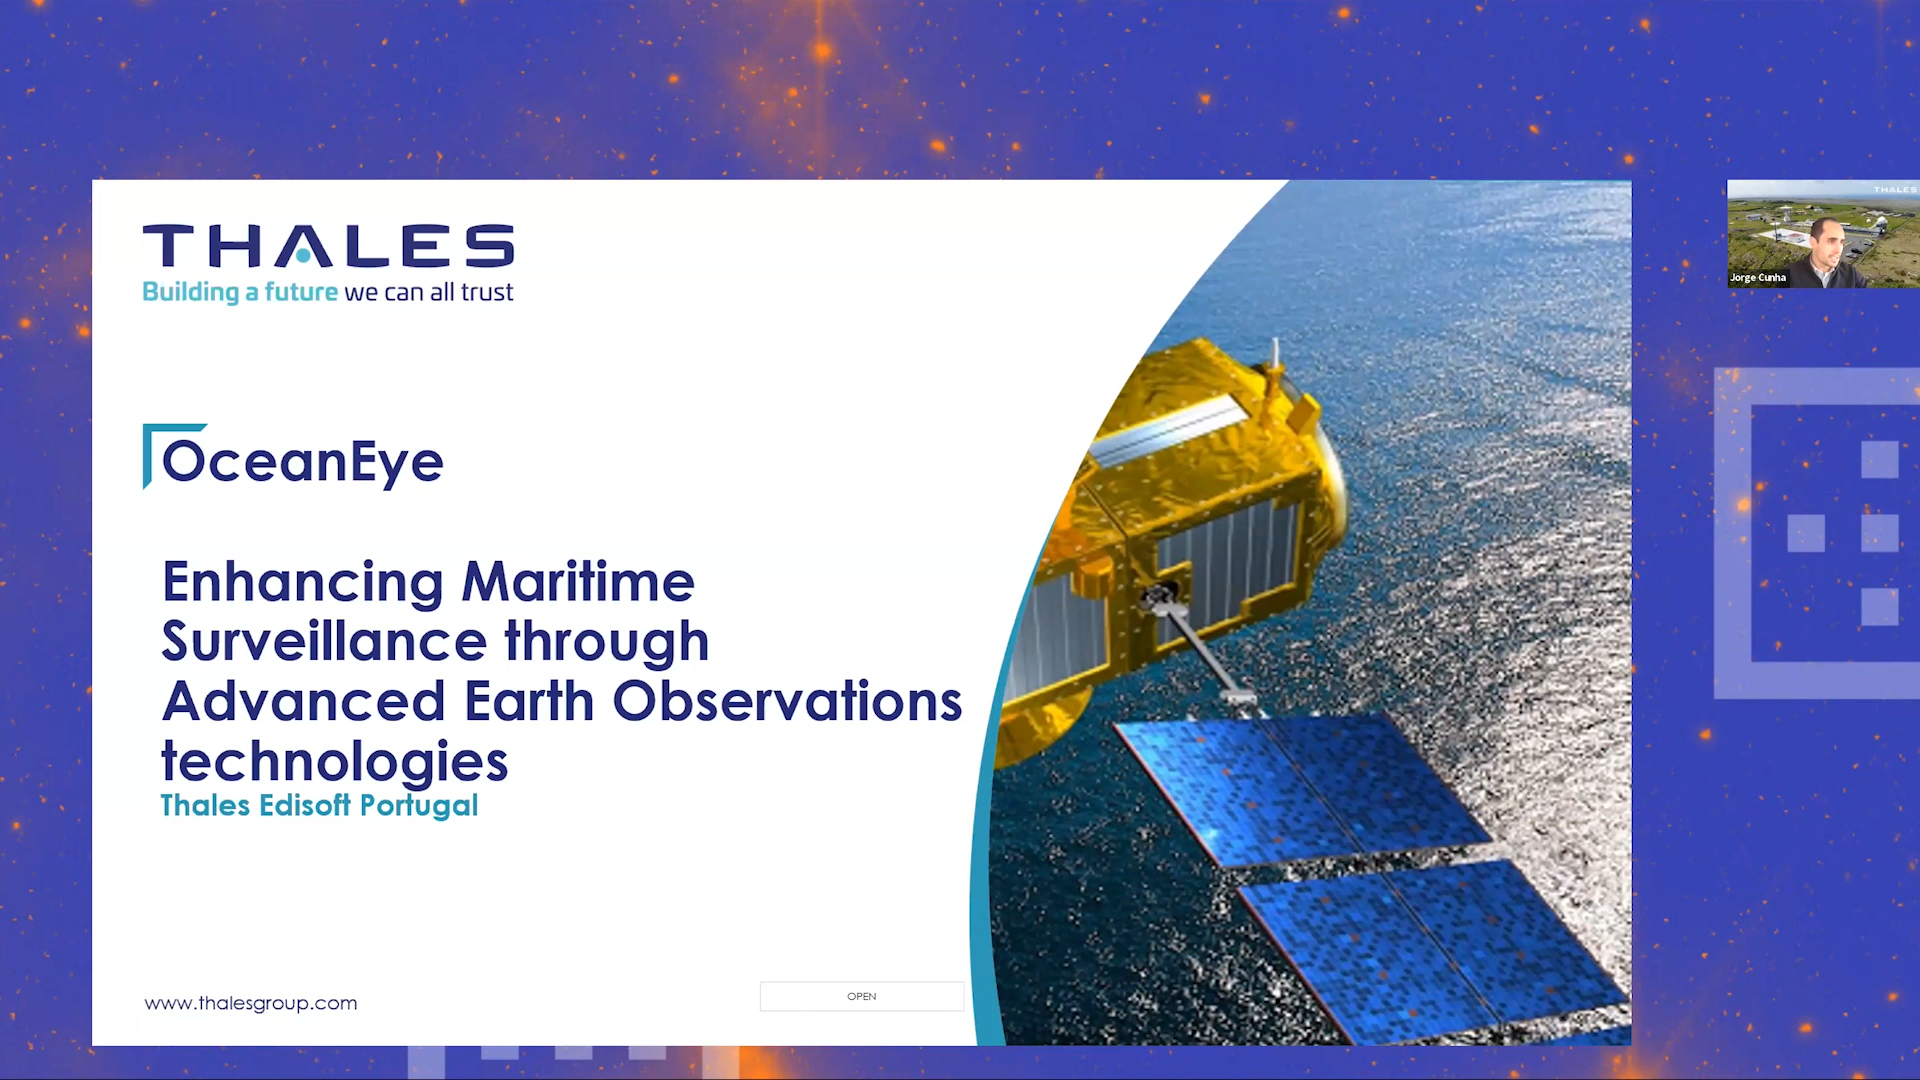 THALES
Building a future we can all trust
OceanEye
Enhancing Maritime
Surveillance through
Advanced Earth Observations
technologies
Thales Edisoft Portugal
www.thalesgroup.com
OPEN
THALES
Jorge Cunha